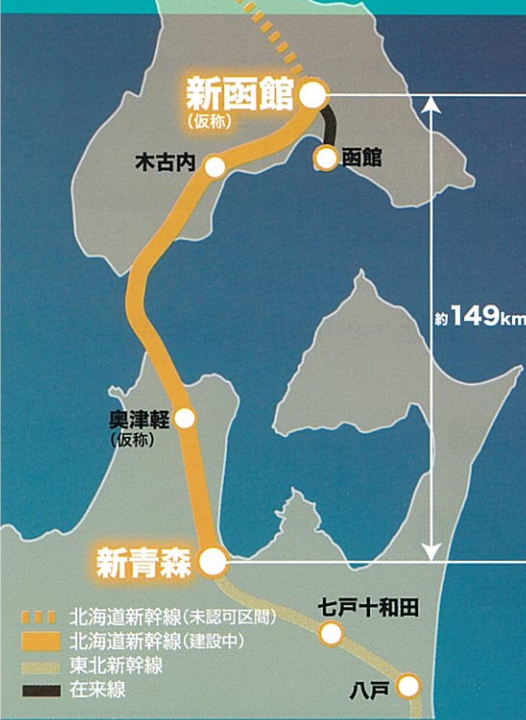 新函館
(仮称)
木古内
函館
約149km
奥津軽
(仮称)
新青森
七戸十和田
八戸
北海道新幹線(未認可区間)
北海道新幹線(建設中)
東北新幹線
在来線